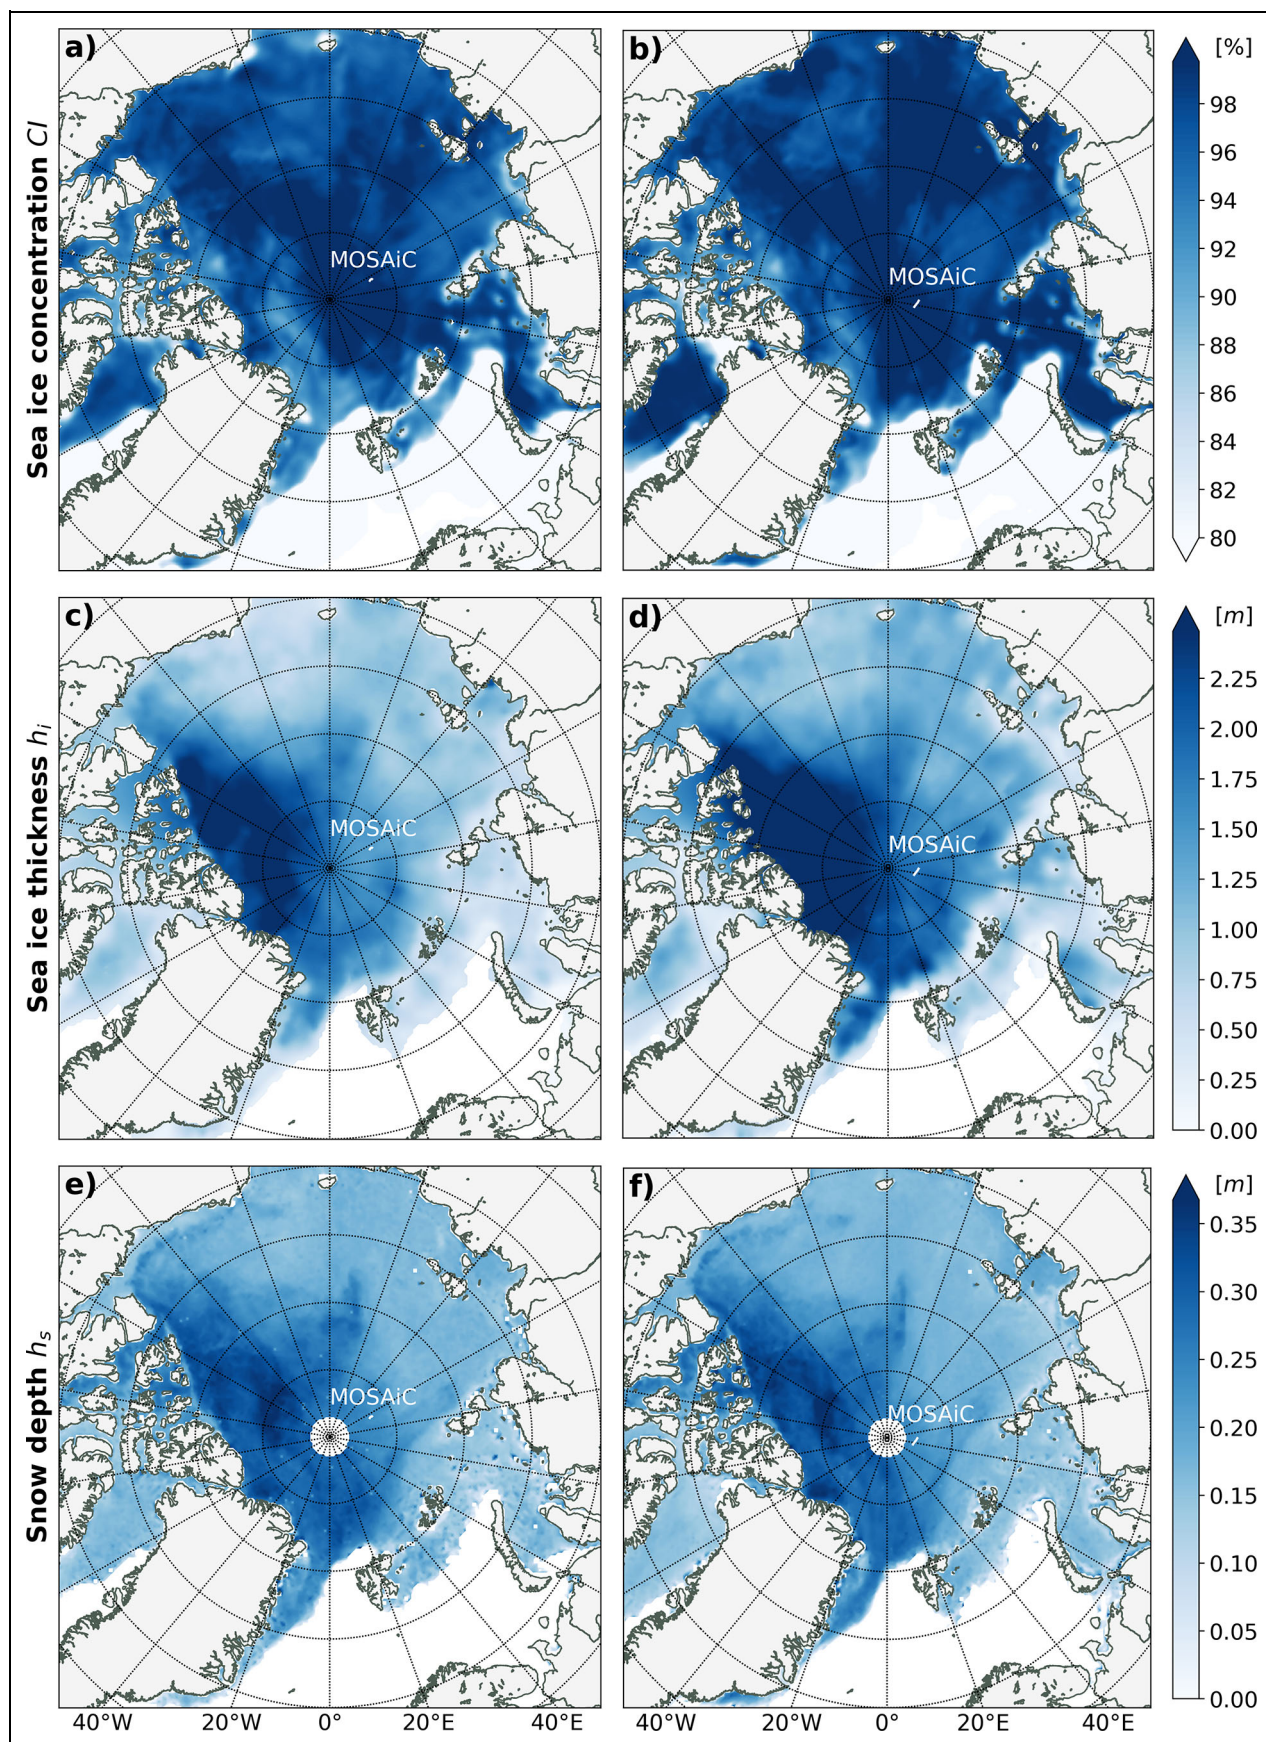 a)
b)
[%]
Sea ice concentration CI
MOSAiC
MOSAiC
98
96
94
92
90
88
86
84
82
80
c)
d)
[m]
Sea ice thickness hi
MOSAiC
MOSAiC
2.25
2.00
1.75
1.50
1.25
1.00
0.75
0.50
0.25
0.00
e)
f)
[m]
Snow depth hs
MOSAiC
MOSAiC
0.35
0.30
0.25
0.20
0.15
0.10
0.05
0.00
40°W 20°W 0° 20°E 40°E
40°W 20°W 0° 20°E 40°E